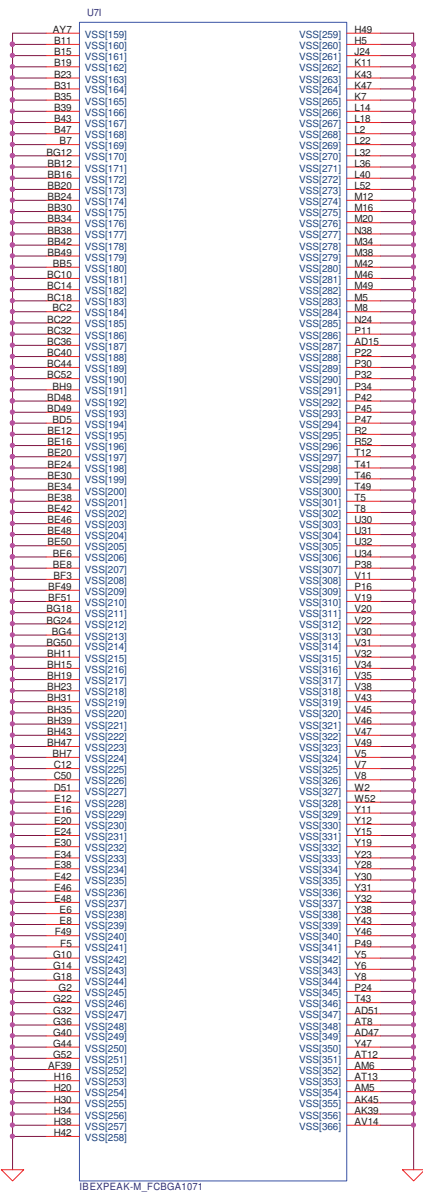 U7I
AY7 VSS[159] VSS[259] H49
B11 VSS[160] VSS[260] H5
B15 VSS[161] VSS[261] J24
B19 VSS[162] VSS[262] K11
B23 VSS[163] VSS[263] K43
B31 VSS[164] VSS[264] K47
B35 VSS[165] VSS[265] K7
B39 VSS[166] VSS[266] L14
B43 VSS[167] VSS[267] L18
B47 VSS[168] VSS[268] L2
B7 VSS[169] VSS[269] L22
BG12 VSS[170] VSS[270] L32
BB12 VSS[171] VSS[271] L36
BB16 VSS[172] VSS[272] L40
BB20 VSS[173] VSS[273] L52
BB24 VSS[174] VSS[274] M12
BB30 VSS[175] VSS[275] M16
BB34 VSS[176] VSS[276] M20
BB38 VSS[177] VSS[277] N38
BB42 VSS[178] VSS[278] M34
BB49 VSS[179] VSS[279] M38
BB5 VSS[180] VSS[280] M42
BC10 VSS[181] VSS[281] M46
BC14 VSS[182] VSS[282] M49
BC18 VSS[183] VSS[283] M5
BC2 VSS[184] VSS[284] M8
BC22 VSS[185] VSS[285] N24
BC32 VSS[186] VSS[286] P11
BC36 VSS[187] VSS[287] AD15
BC40 VSS[188] VSS[288] P22
BC44 VSS[189] VSS[289] P30
BC52 VSS[190] VSS[290] P32
BH9 VSS[191] VSS[291] P34
BD48 VSS[192] VSS[292] P42
BD49 VSS[193] VSS[293] P45
BD5 VSS[194] VSS[294] P47
BE12 VSS[195] VSS[295] R2
BE16 VSS[196] VSS[296] R52
BE20 VSS[197] VSS[297] T12
BE24 VSS[198] VSS[298] T41
BE30 VSS[199] VSS[299] T46
BE34 VSS[200] VSS[300] T49
BE38 VSS[201] VSS[301] T5
BE42 VSS[202] VSS[302] T8
BE46 VSS[203] VSS[303] U30
BE48 VSS[204] VSS[304] U31
BE50 VSS[205] VSS[305] U32
BE6 VSS[206] VSS[306] U34
BE8 VSS[207] VSS[307] P38
BF3 VSS[208] VSS[308] V11
BF49 VSS[209] VSS[309] P16
BF51 VSS[210] VSS[310] V19
BG18 VSS[211] VSS[311] V20
BG24 VSS[212] VSS[312] V22
BG4 VSS[213] VSS[313] V30
BG50 VSS[214] VSS[314] V31
BH11 VSS[215] VSS[315] V32
BH15 VSS[216] VSS[316] V34
BH19 VSS[217] VSS[317] V35
BH23 VSS[218] VSS[318] V38
BH31 VSS[219] VSS[319] V43
BH35 VSS[220] VSS[320] V45
BH39 VSS[221] VSS[321] V46
BH43 VSS[222] VSS[322] V47
BH47 VSS[223] VSS[323] V49
BH7 VSS[224] VSS[324] V5
C12 VSS[225] VSS[325] V7
C50 VSS[226] VSS[326] V8
D51 VSS[227] VSS[327] W2
E12 VSS[228] VSS[328] W52
E16 VSS[229] VSS[329] Y11
E20 VSS[230] VSS[330] Y12
E24 VSS[231] VSS[331] Y15
E30 VSS[232] VSS[332] Y19
E34 VSS[233] VSS[333] Y23
E38 VSS[234] VSS[334] Y28
E42 VSS[235] VSS[335] Y30
E46 VSS[236] VSS[336] Y31
E48 VSS[237] VSS[337] Y32
E6 VSS[238] VSS[338] Y38
E8 VSS[239] VSS[339] Y43
F49 VSS[240] VSS[340] Y46
F5 VSS[241] VSS[341] P49
G10 VSS[242] VSS[342] Y5
G14 VSS[243] VSS[343] Y6
G18 VSS[244] VSS[344] Y8
G2 VSS[245] VSS[345] P24
G22 VSS[246] VSS[346] T43
G32 VSS[247] VSS[347] AD51
G36 VSS[248] VSS[348] AT8
G40 VSS[249] VSS[349] AD47
G44 VSS[250] VSS[350] Y47
G52 VSS[251] VSS[351] AT12
AF39 VSS[252] VSS[352] AM6
H16 VSS[253] VSS[353] AT13
H20 VSS[254] VSS[354] AM5
H30 VSS[255] VSS[355] AK45
H34 VSS[256] VSS[356] AK39
H38 VSS[257] VSS[366] AV14
H42 VSS[258]
IBEXPEAK-M_FCBGA1071